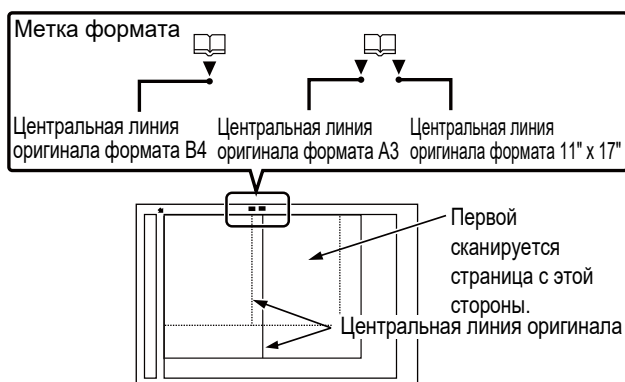 Метка формата
Центральная линия
оригинала формата B4
Центральная линия
оригинала формата A3
Центральная линия
оригинала формата 11" x 17"
Первой
сканируется
страница с этой
стороны.
Центральная линия оригинала